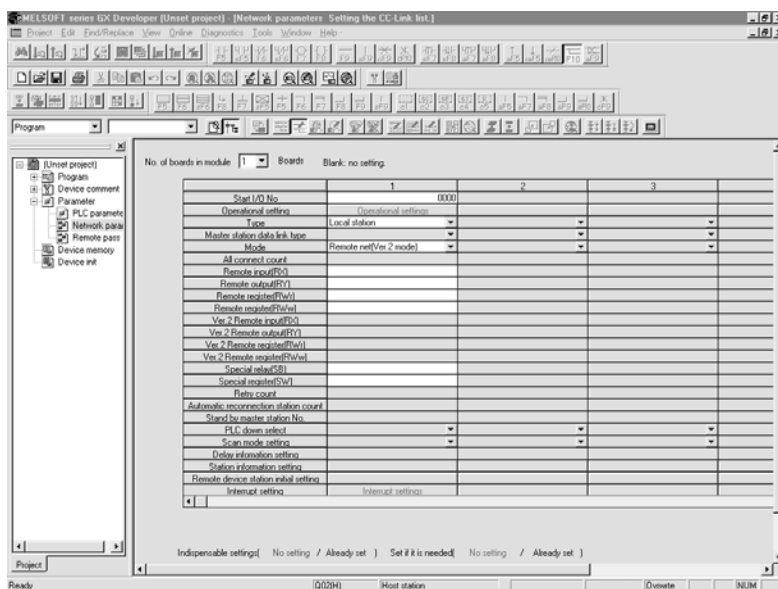 MELSOFT series GX Developer (Unset project) - [Network parameters Setting the CC-Link list.]
Project Edit Find/Replace View Online Diagnostics Tools Window Help
Program
No. of boards in module 1 Boards Blank: no setting.
(Unset project)
Program
Device comment
Parameter
PLC paramete
Network parar
Remote pass
Device memory
Device init
1 2 3
Start I/O No 0000
Operational setting Operational settings
Type Local station
Master station data link type
Mode Remote net(Ver.2 mode)
All connect count
Remote input(RX)
Remote output(RY)
Remote register(RWr)
Remote register(RWw)
Ver.2 Remote input(RX)
Ver.2 Remote output(RY)
Ver.2 Remote register(RWr)
Ver.2 Remote register(RWw)
Special relay(SB)
Special register(SW)
Retry count
Automatic reconnection station count
Stand by master station No.
PLC down select
Scan mode setting
Delay infomation setting
Station infomation setting
Remote device station initial setting
Interrupt setting Interrupt settings
Indispensable settings( No setting / Already set ) Set if it is needed( No setting / Already set )
Project
Ready Q02(H) Host station Ovrwrte NUM